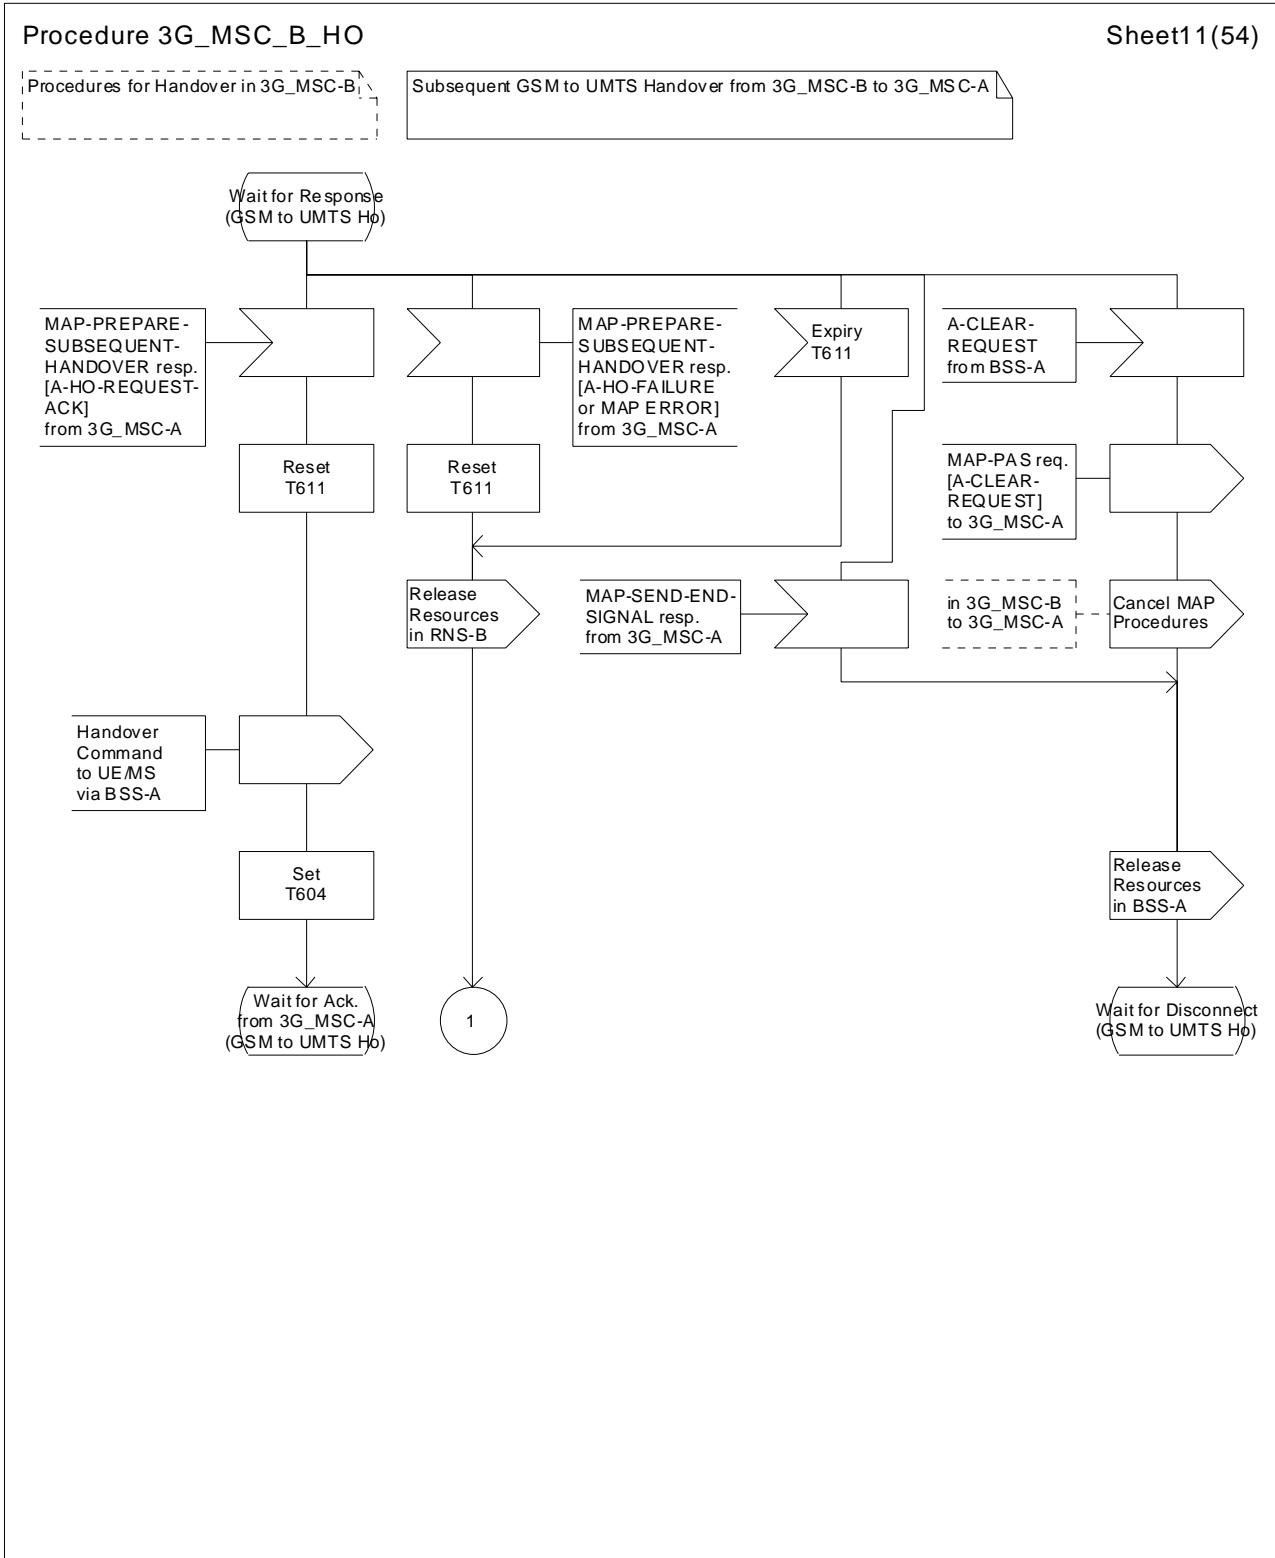 Procedure 3G_MSC_B_HO
Sheet11(54)
Procedures for Handover in 3G_MSC-B
Subsequent GSM to UMTS Handover from 3G_MSC-B to 3G_MSC-A
Wait for Response
(GSM to UMTS Ho)
MAP-PREPARE-
SUBSEQUENT-
HANDOVER resp.
[A-HO-REQUEST-
ACK]
from 3G_MSC-A
MAP-PREPARE-
SUBSEQUENT-
HANDOVER resp.
[A-HO-FAILURE
or MAP ERROR]
from 3G_MSC-A
Expiry
T611
A-CLEAR-
REQUEST
from BSS-A
Reset
T611
Reset
T611
MAP-PAS req.
[A-CLEAR-
REQUEST]
to 3G_MSC-A
Release
Resources
in RNS-B
MAP-SEND-END-
SIGNAL resp.
from 3G_MSC-A
in 3G_MSC-B
to 3G_MSC-A
Cancel MAP
Procedures
Handover
Command
to UE/MS
via BSS-A
Set
T604
Release
Resources
in BSS-A
Wait for Ack.
from 3G_MSC-A
(GSM to UMTS Ho)
1
Wait for Disconnect
(GSM to UMTS Ho)